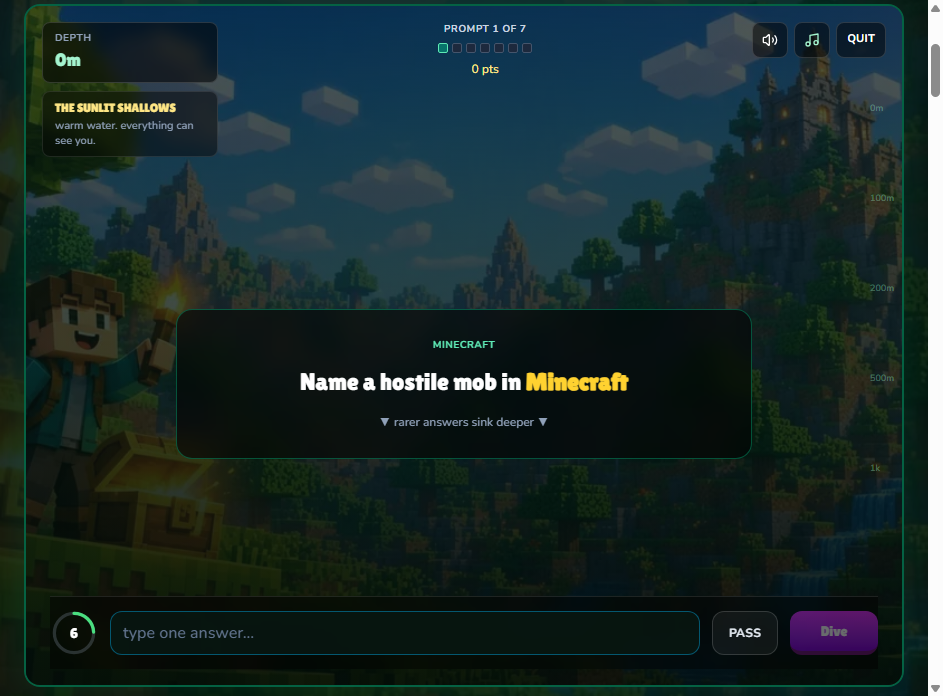 DEPTH
0m
THE SUNLIT SHALLOWS
warm water. everything can
see you.
PROMPT 1 OF 7
0 pts
QUIT
0m
100m
200m
500m
1k
MINECRAFT
Name a hostile mob in Minecraft
▼ rarer answers sink deeper ▼
6
type one answer...
PASS
Dive